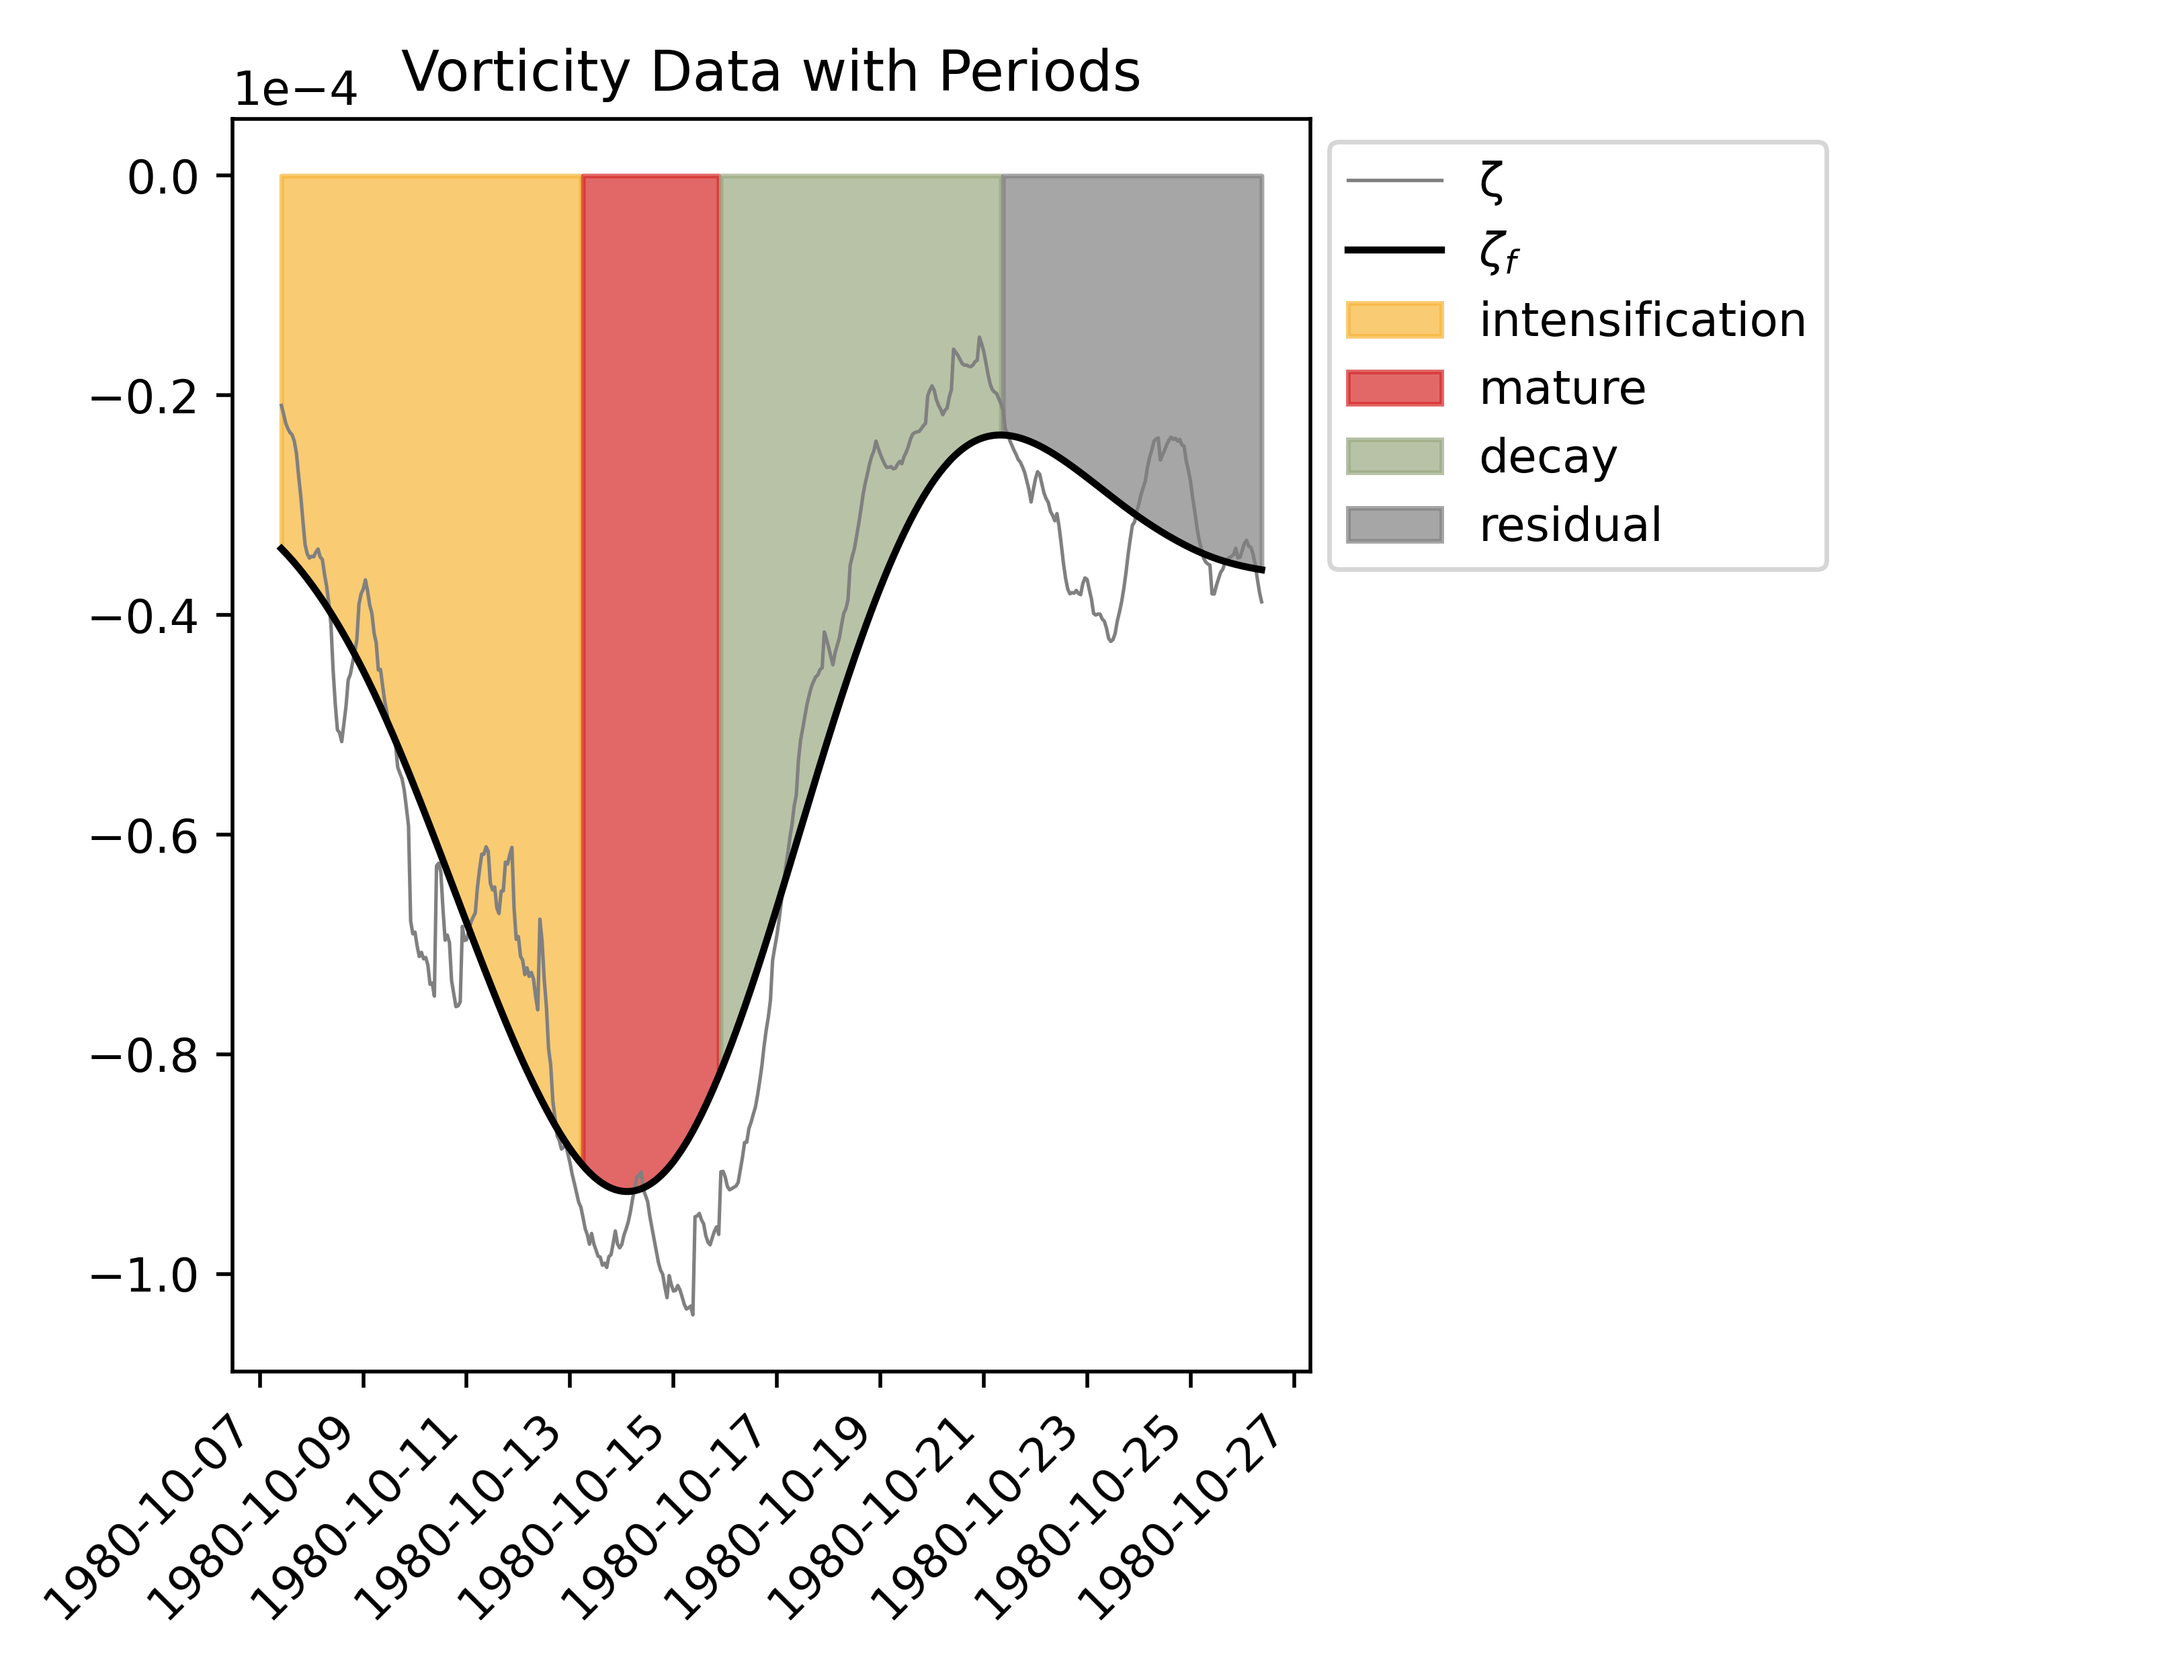 Vorticity Data with Periods
1e−4
0.0
−0.2
−0.4
−0.6
−0.8
−1.0
1980-10-07
1980-10-09
1980-10-11
1980-10-13
1980-10-15
1980-10-17
1980-10-19
1980-10-21
1980-10-23
1980-10-25
1980-10-27
ζ
ζf
intensification
mature
decay
residual